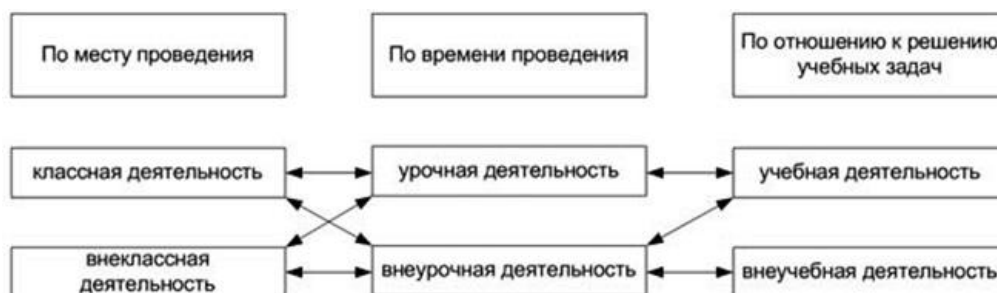 По месту проведения
По времени проведения
По отношению к решению
учебных задач
классная деятельность
урочная деятельность
учебная деятельность
внеклассная
деятельность
внеурочная деятельность
внеучебная деятельность